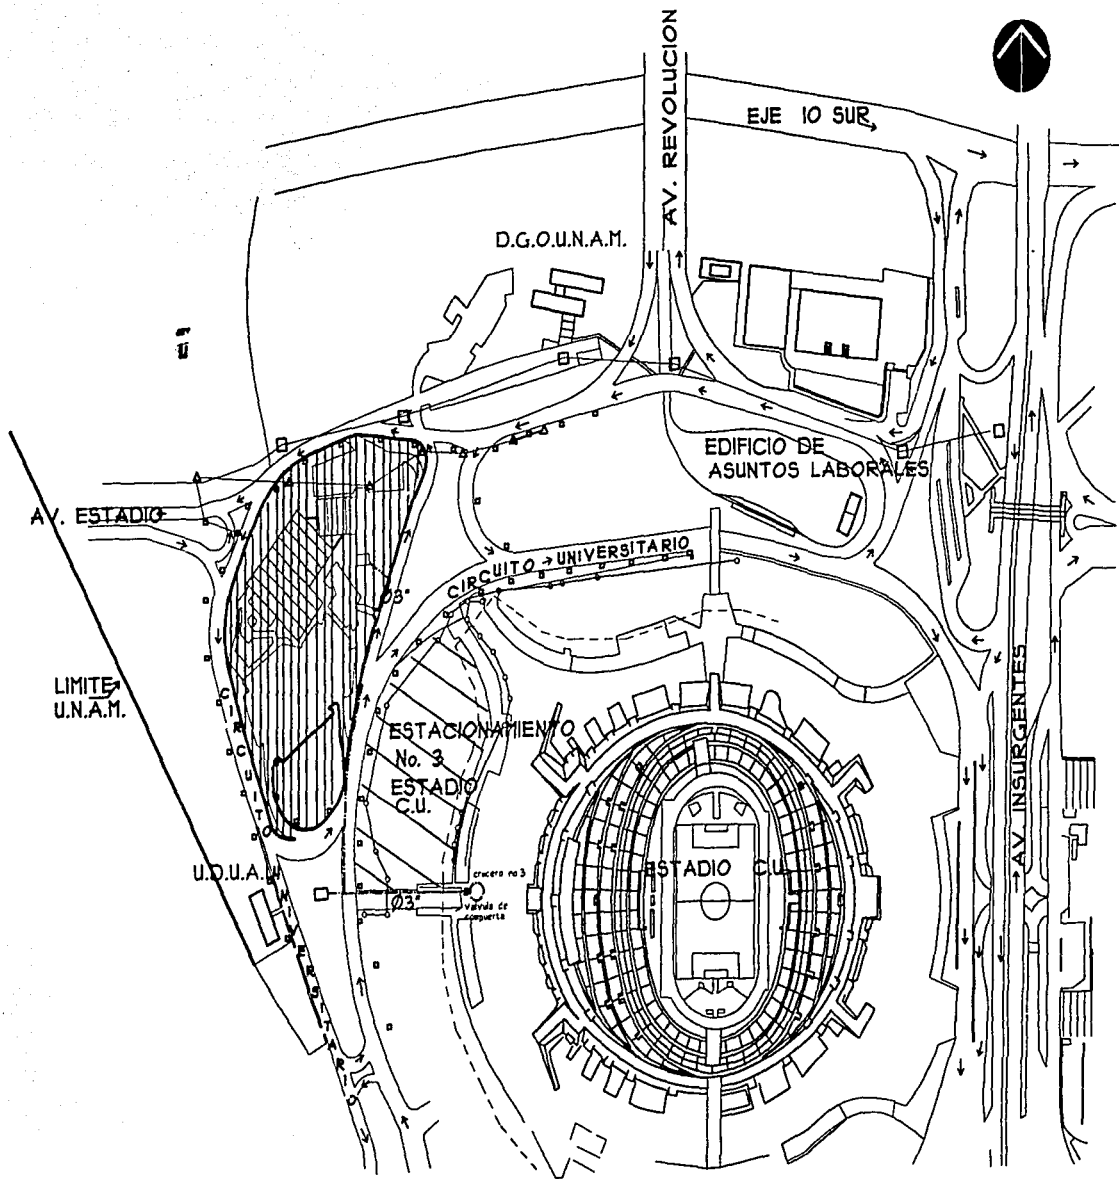 AV. REVOLUCION
EJE 10 SUR
D.G.O.U.N.A.M.
EDIFICIO DE
ASUNTOS LABORALES
AV. ESTADIO
CIRCUITO UNIVERSITARIO
Ø3"
LIMITE
U.N.A.M.
ESTACIONAMIENTO
No. 3
ESTADIO
C.U.
CIRCUITO UNIVERSITARIO
AV. INSURGENTES
U.D.U.A.L.
ESTADIO C.U.
crucero no 3
Ø3"
valvula de
compuerta